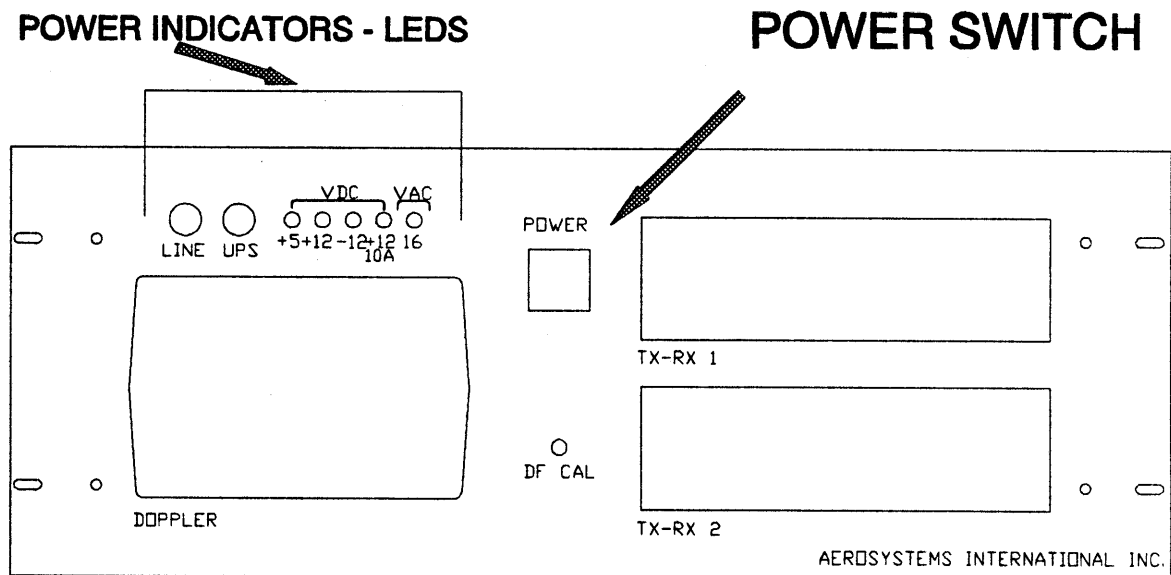 POWER INDICATORS - LEDS
POWER SWITCH
VDC VAC
LINE UPS +5 +12 -12 +12 16
10A
POWER
TX-RX 1
DF CAL
DOPPLER
TX-RX 2
AEROSYSTEMS INTERNATIONAL INC.